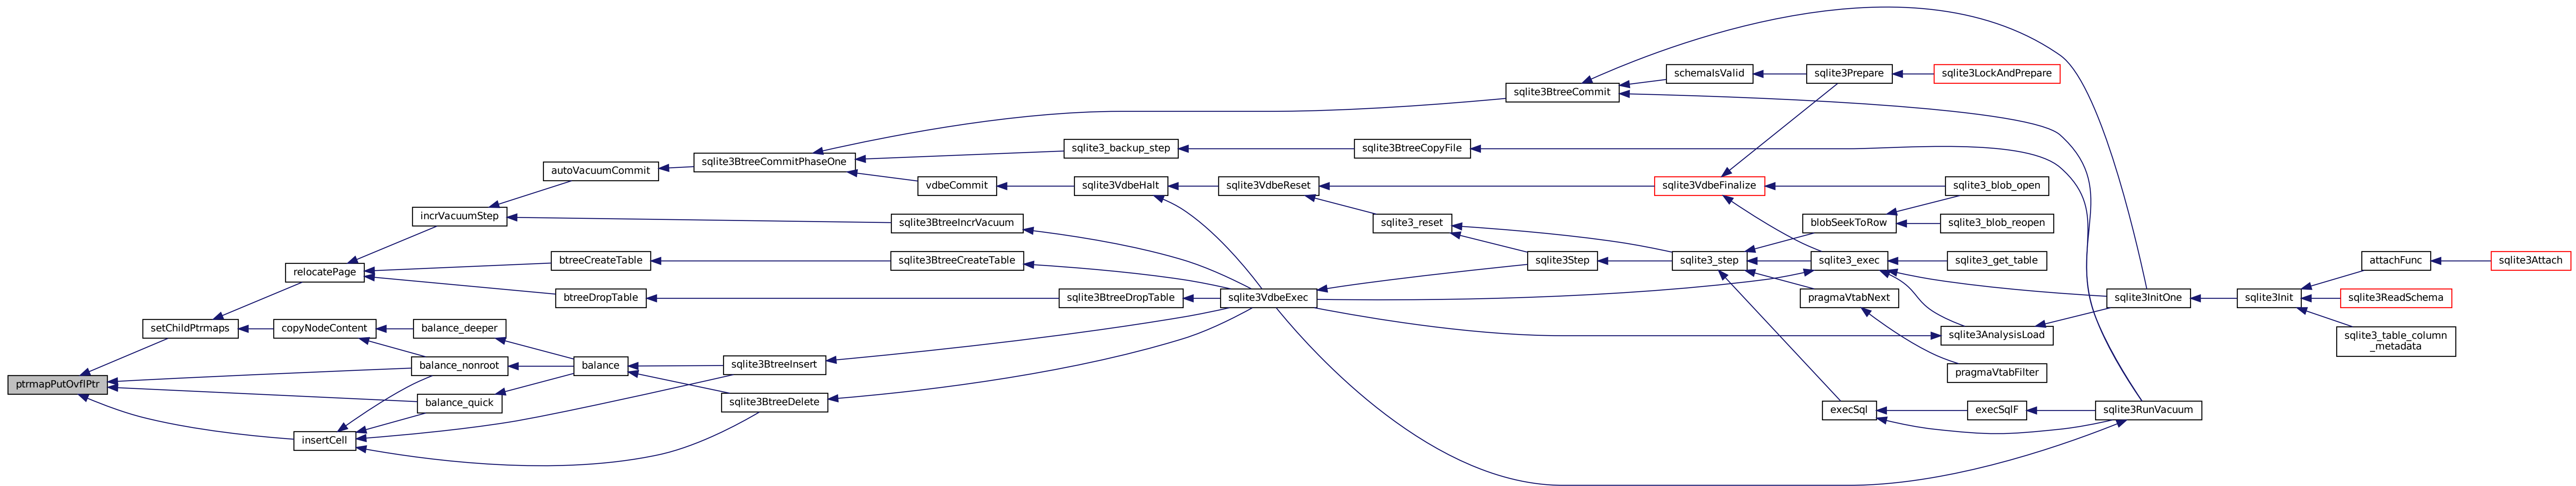 ptrmapPutOvflPtr
setChildPtrmaps
relocatePage
incrVacuumStep
autoVacuumCommit
sqlite3BtreeCommitPhaseOne
sqlite3BtreeCommit
schemaIsValid
sqlite3Prepare
sqlite3LockAndPrepare
sqlite3_backup_step
sqlite3BtreeCopyFile
vdbeCommit
sqlite3VdbeHalt
sqlite3VdbeReset
sqlite3VdbeFinalize
sqlite3_blob_open
sqlite3BtreeIncrVacuum
sqlite3_reset
blobSeekToRow
sqlite3_blob_reopen
btreeCreateTable
sqlite3BtreeCreateTable
sqlite3Step
sqlite3_step
sqlite3_exec
sqlite3_get_table
attachFunc
sqlite3Attach
btreeDropTable
sqlite3BtreeDropTable
sqlite3VdbeExec
pragmaVtabNext
sqlite3InitOne
sqlite3Init
sqlite3ReadSchema
copyNodeContent
balance_deeper
sqlite3AnalysisLoad
sqlite3_table_column
_metadata
balance_nonroot
balance
sqlite3BtreeInsert
pragmaVtabFilter
balance_quick
sqlite3BtreeDelete
execSql
execSqlF
sqlite3RunVacuum
insertCell